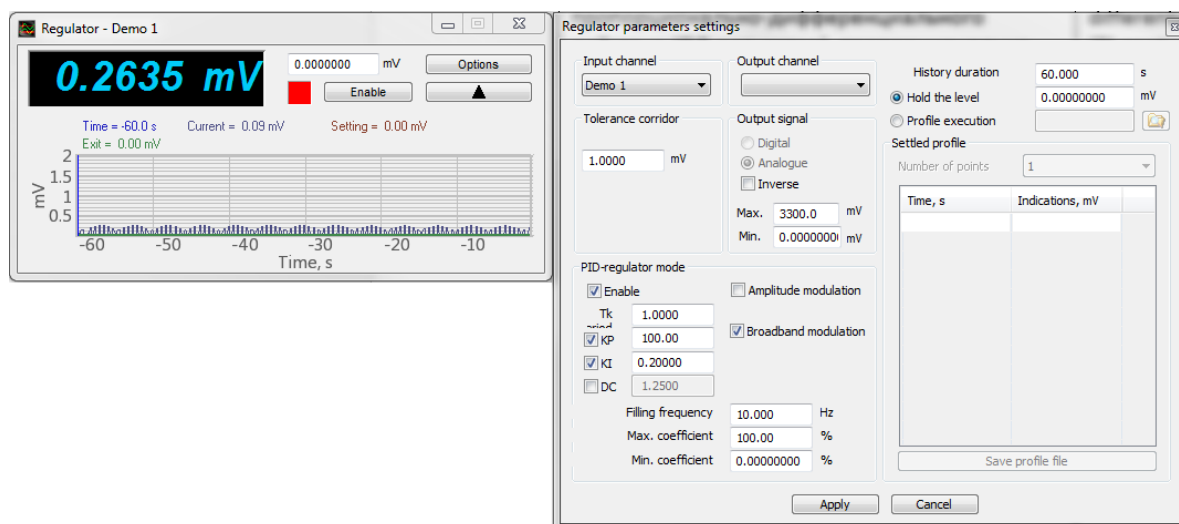 Regulator - Demo 1
0.2635 mV
0.0000000 mV
Options
Enable
Time = -60.0 s Current = 0.09 mV Setting = 0.00 mV
Exit = 0.00 mV
2
1.5
1
0.5
mV
-60 -50 -40 -30 -20 -10
Time, s
Regulator parameters settings
Input channel
Demo 1
Output channel
History duration 60.000 s
Hold the level 0.00000000 mV
Profile execution
Tolerance corridor
1.0000 mV
Output signal
Digital
Analogue
Inverse
Max. 3300.0 mV
Min. 0.0000000 mV
Settled profile
Number of points 1
Time, s Indications, mV
Save profile file
PID-regulator mode
Enable
Tk
1.0000
KP 100.00
KI 0.20000
DC 1.2500
Amplitude modulation
Broadband modulation
Filling frequency 10.000 Hz
Max. coefficient 100.00 %
Min. coefficient 0.00000000 %
Apply Cancel